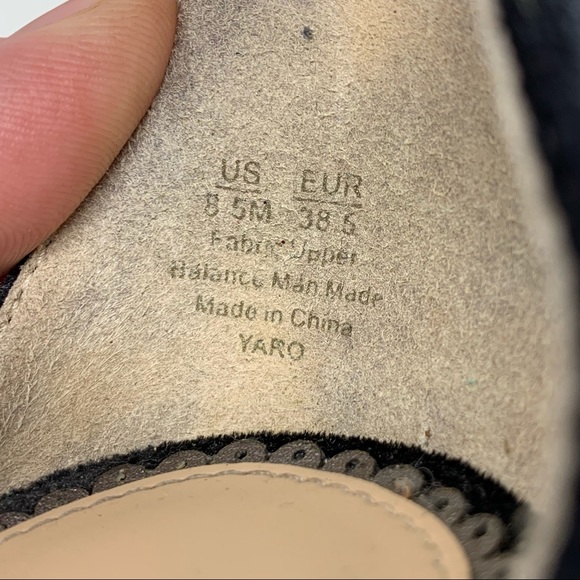 US EUR
8.5M 38.5
Fabric Upper
Balance Man Made
Made in China
YARO